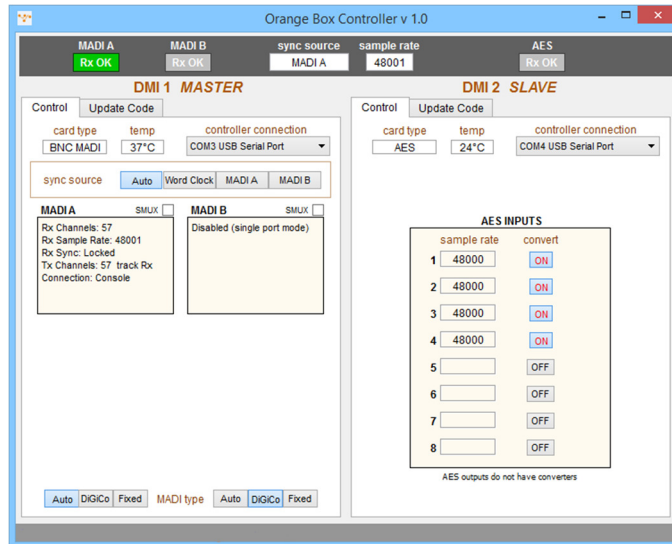 Orange Box Controller v 1.0
MADI A MADI B sync source sample rate AES
Rx OK Rx OK MADI A 48001 Rx OK
DMI 1 MASTER
Control Update Code
card type temp controller connection
BNC MADI 37°C COM3 USB Serial Port
sync source Auto Word Clock MADI A MADI B
MADI A SMUX MADI B SMUX
Rx Channels: 57
Rx Sample Rate: 48001
Rx Sync: Locked
Tx Channels: 57 track Rx
Connection: Console
Disabled (single port mode)
Auto DiGiCo Fixed MADI type Auto DiGiCo Fixed
DMI 2 SLAVE
Control Update Code
card type temp controller connection
AES 24°C COM4 USB Serial Port
AES INPUTS
sample rate convert
1 48000 ON
2 48000 ON
3 48000 ON
4 48000 ON
5 OFF
6 OFF
7 OFF
8 OFF
AES outputs do not have converters